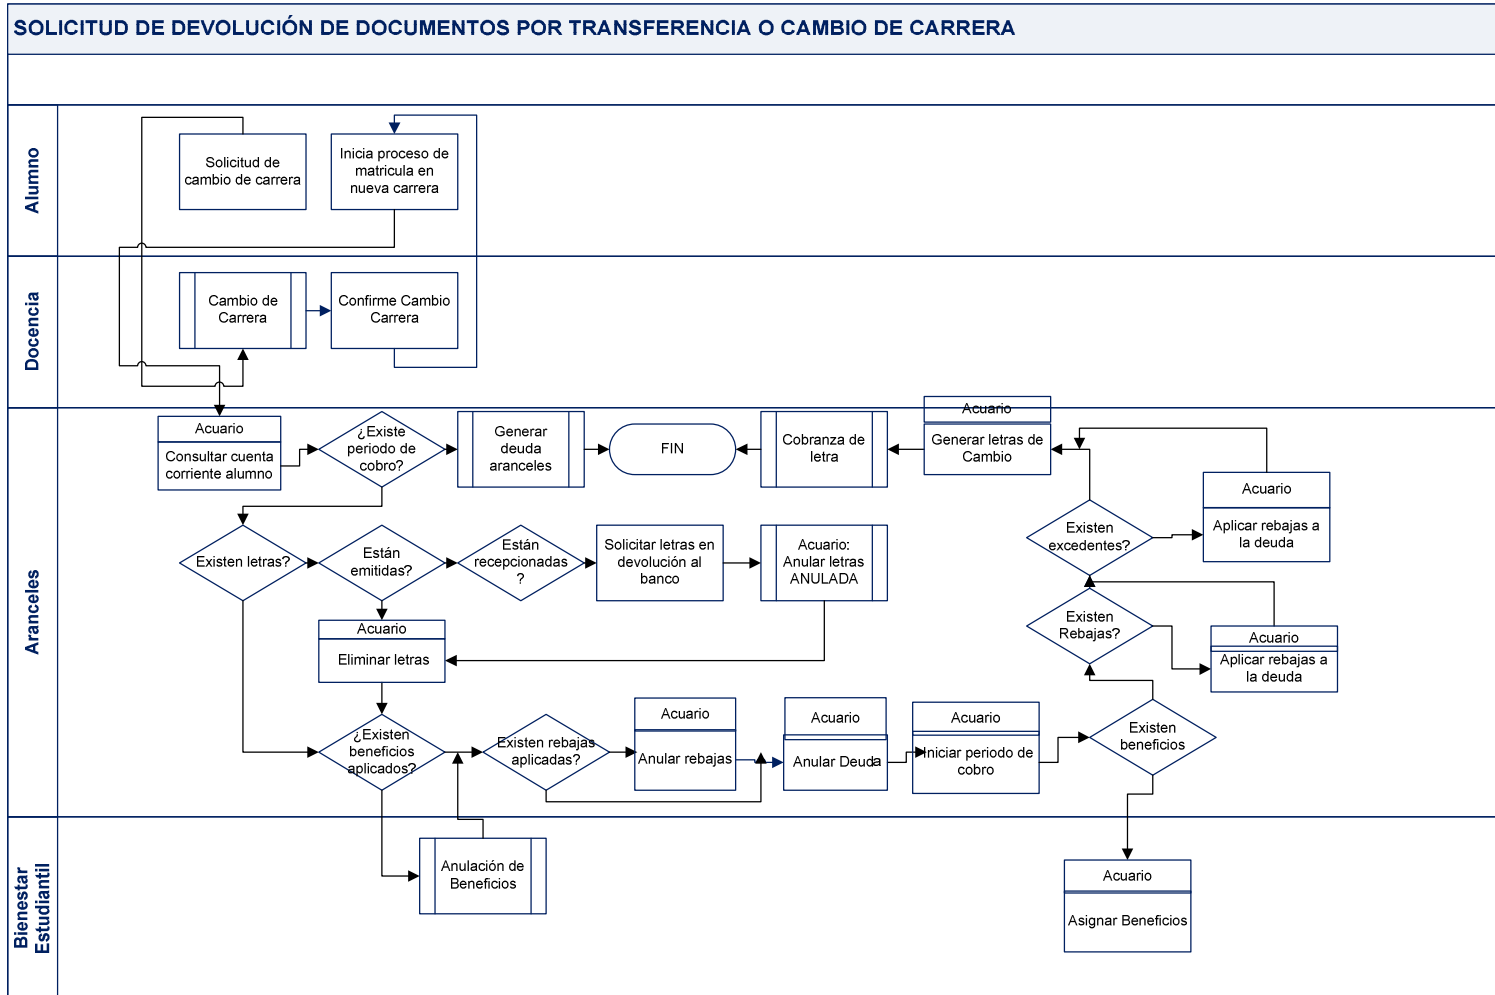 SOLICITUD DE DEVOLUCIÓN DE DOCUMENTOS POR TRANSFERENCIA O CAMBIO DE CARRERA
Alumno
Solicitud de
cambio de carrera
Inicia proceso de
matricula en
nueva carrera
Docencia
Cambio de
Carrera
Confirme Cambio
Carrera
Aranceles
Acuario
Consultar cuenta
corriente alumno
¿Existe
periodo de
cobro?
Generar
deuda
aranceles
FIN
Cobranza de
letra
Acuario
Generar letras de
Cambio
Acuario
Aplicar rebajas a
la deuda
Existen letras?
Están
emitidas?
Están
recepcionadas
?
Solicitar letras en
devolución al
banco
Acuario:
Anular letras
ANULADA
Existen
excedentes?
Acuario
Eliminar letras
Existen
Rebajas?
Acuario
Aplicar rebajas a
la deuda
¿Existen
beneficios
aplicados?
Existen rebajas
aplicadas?
Acuario
Anular rebajas
Acuario
Anular Deuda
Acuario
Iniciar periodo de
cobro
Existen
beneficios
Bienestar
Estudiantil
Anulación de
Beneficios
Acuario
Asignar Beneficios